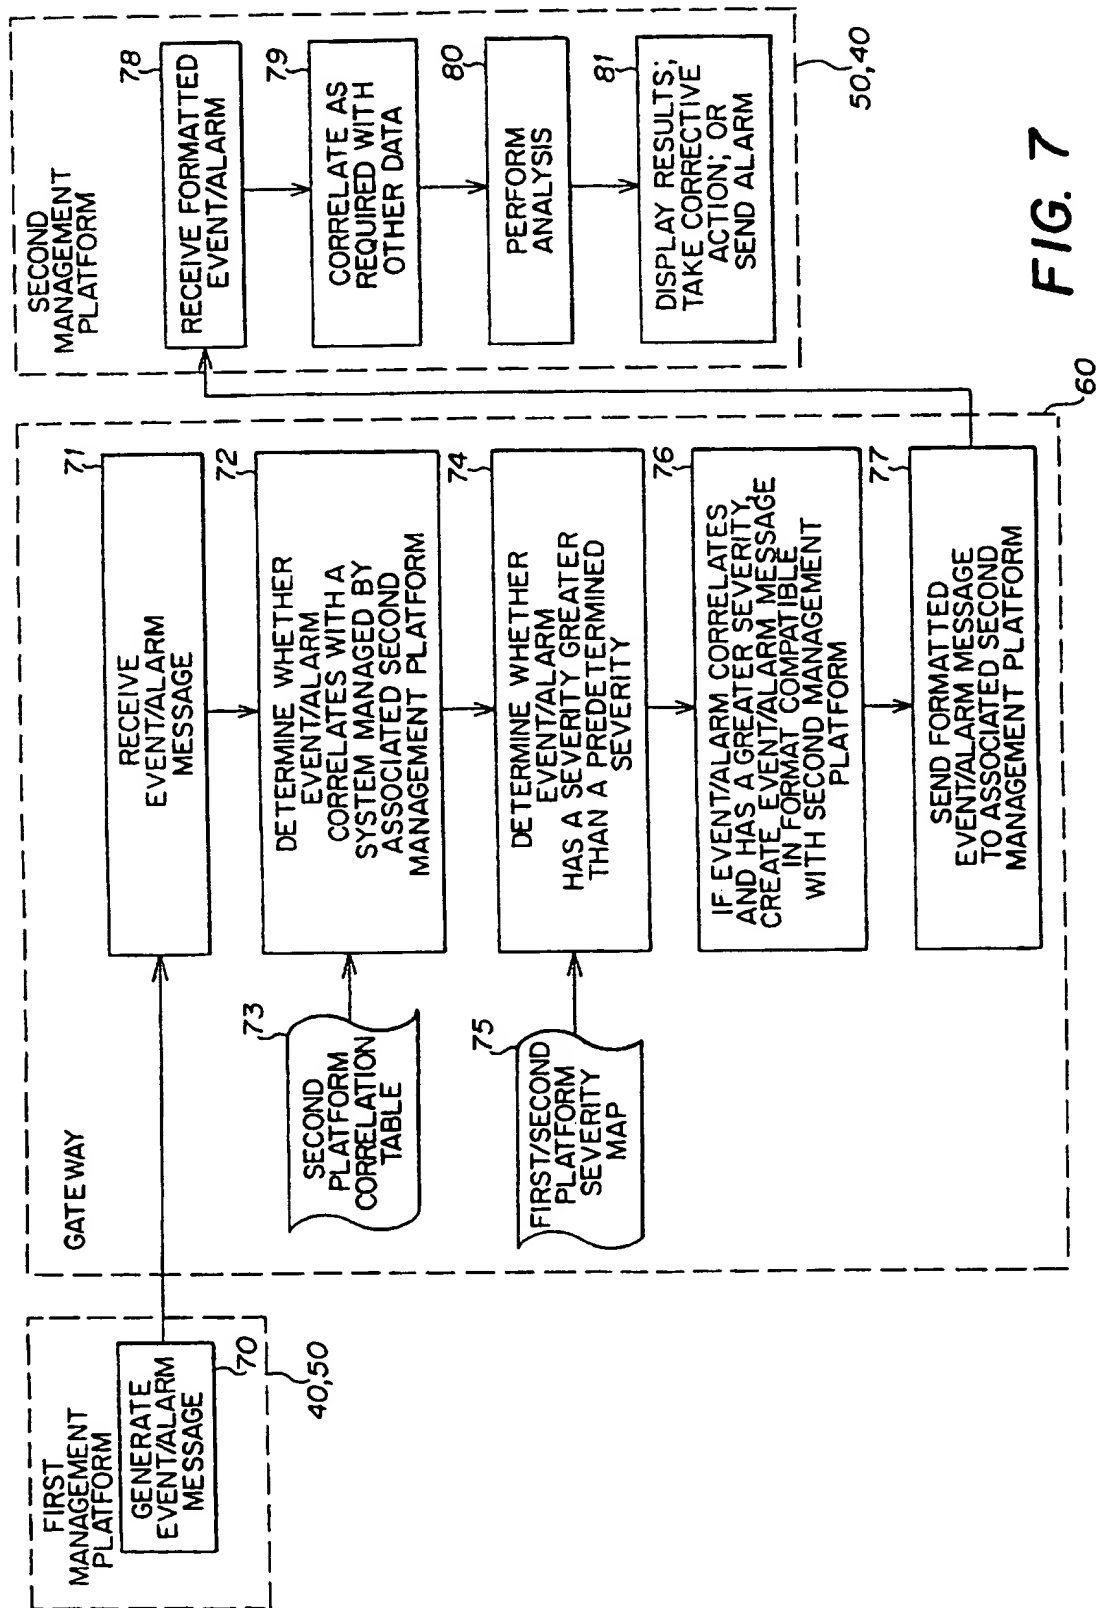 FIRST
MANAGEMENT
PLATFORM
GENERATE
EVENT/ALARM
MESSAGE
70
40,50
GATEWAY
71
RECEIVE
EVENT/ALARM
MESSAGE
72
DETERMINE WHETHER
EVENT/ALARM
CORRELATES WITH A
SYSTEM MANAGED BY
ASSOCIATED SECOND
MANAGEMENT PLATFORM
73
SECOND
PLATFORM
CORRELATION
TABLE
74
DETERMINE WHETHER
EVENT/ALARM
HAS A SEVERITY GREATER
THAN A PREDETERMINED
SEVERITY
75
FIRST/SECOND
PLATFORM
SEVERITY
MAP
76
IF EVENT/ALARM CORRELATES
AND HAS A GREATER SEVERITY,
CREATE EVENT/ALARM MESSAGE
IN FORMAT COMPATIBLE
WITH SECOND MANAGEMENT
PLATFORM
77
SEND FORMATTED
EVENT/ALARM MESSAGE
TO ASSOCIATED SECOND
MANAGEMENT PLATFORM
60
SECOND
MANAGEMENT
PLATFORM
78
RECEIVE FORMATTED
EVENT/ALARM
79
CORRELATE AS
REQUIRED WITH
OTHER DATA
80
PERFORM
ANALYSIS
81
DISPLAY RESULTS;
TAKE CORRECTIVE
ACTION; OR
SEND ALARM
50,40
FIG. 7